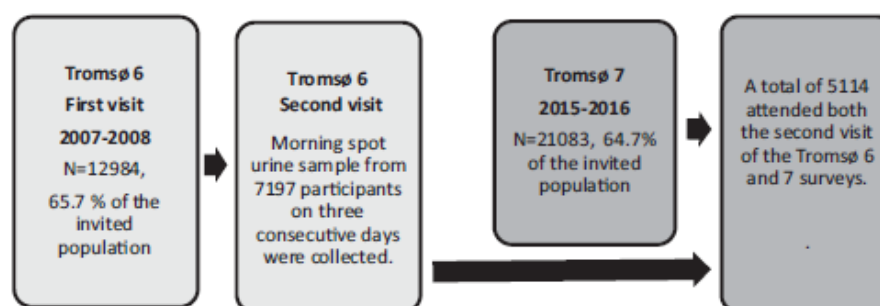 Tromsø 6
First visit
2007-2008
N=12984,
65.7 % of the
invited
population
Tromsø 6
Second visit
Morning spot
urine sample from
7197 participants
on three
consecutive days
were collected.
Tromsø 7
2015-2016
N=21083, 64.7%
of the invited
population
A total of 5114
attended both
the second visit
of the Tromsø 6
and 7 surveys.
.